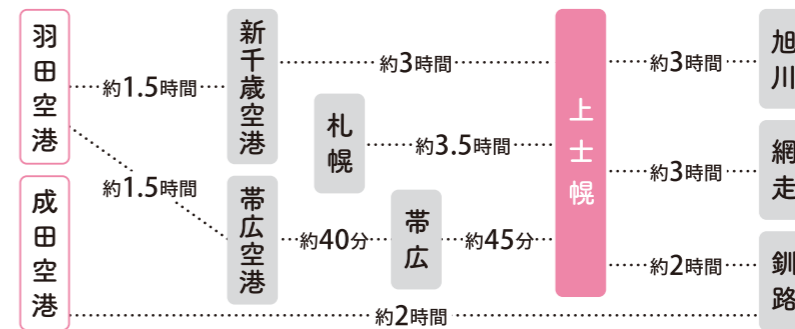 羽田空港
約1.5時間
新千歳空港
約3時間
上士幌
約3時間
旭川
札幌
約3.5時間
約3時間
網走
約1.5時間
成田空港
帯広空港
約40分
帯広
約45分
約2時間
釧路
約2時間